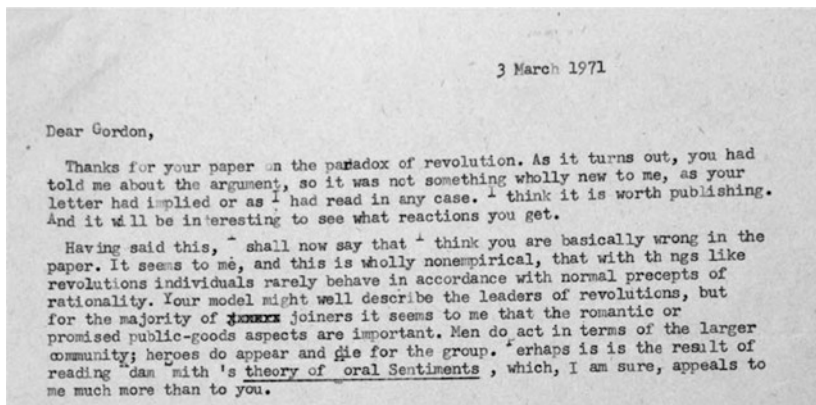 3 March 1971
Dear Gordon,
Thanks for your paper on the paradox of revolution. As it turns out, you had
told me about the argument, so it was not something wholly new to me, as your
letter had implied or as I had read in any case. I think it is worth publishing.
And it will be interesting to see what reactions you get.
Having said this, I shall now say that I think you are basically wrong in the
paper. It seems to me, and this is wholly nonempirical, that with th ngs like
revolutions individuals rarely behave in accordance with normal precepts of
rationality. Your model might well describe the leaders of revolutions, but
for the majority of joiners it seems to me that the romantic or
promised public-goods aspects are important. Men do act in terms of the larger
community; heroes do appear and die for the group. Perhaps is is the result of
reading dam mith 's theory of oral Sentiments , which, I am sure, appeals to
me much more than to you.